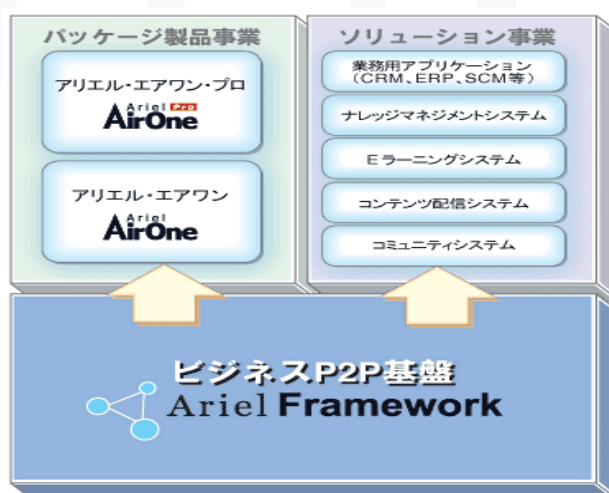 パッケージ製品事業
アリエル・エアワン・プロ
Ariel Pro
AirOne
アリエル・エアワン
Ariel
AirOne
ソリューション事業
業務用アプリケーション
(CRM、ERP、SCM等)
ナレッジマネジメントシステム
Eラーニングシステム
コンテンツ配信システム
コミュニティシステム
ビジネスP2P基盤
Ariel Framework